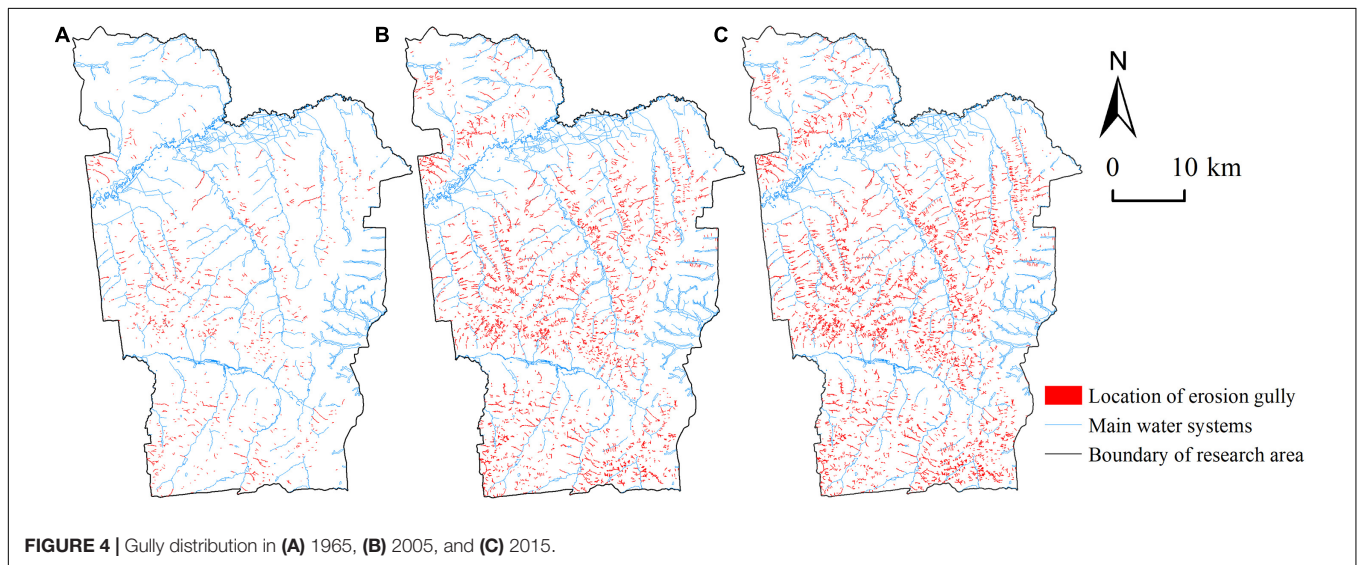 A
B
C
N
0 10 km
Location of erosion gully
Main water systems
Boundary of research area
FIGURE 4 | Gully distribution in (A) 1965, (B) 2005, and (C) 2015.